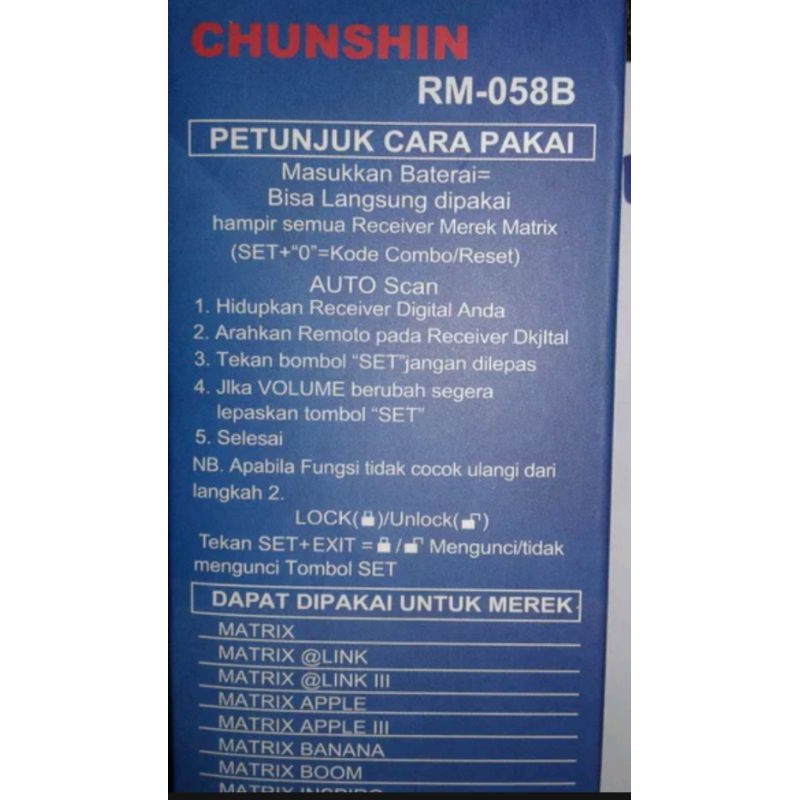 CHUNSHIN
RM-058B
PETUNJUK CARA PAKAI
Masukkan Baterai=
Bisa Langsung dipakai
hampir semua Receiver Merek Matrix
(SET+“0”=Kode Combo/Reset)
AUTO Scan
1. Hidupkan Receiver Digital Anda
2. Arahkan Remoto pada Receiver Dkjltal
3. Tekan bombol “SET”jangan dilepas
4. Jlka VOLUME berubah segera
lepaskan tombol “SET”
5. Selesai
NB. Apabila Fungsi tidak cocok ulangi dari
langkah 2.
LOCK(🔒)/Unlock(🔓)
Tekan SET+EXIT = 🔒/🔓 Mengunci/tidak
mengunci Tombol SET
DAPAT DIPAKAI UNTUK MEREK
MATRIX
MATRIX @LINK
MATRIX @LINK III
MATRIX APPLE
MATRIX APPLE III
MATRIX BANANA
MATRIX BOOM
MATRIX INSPIRO